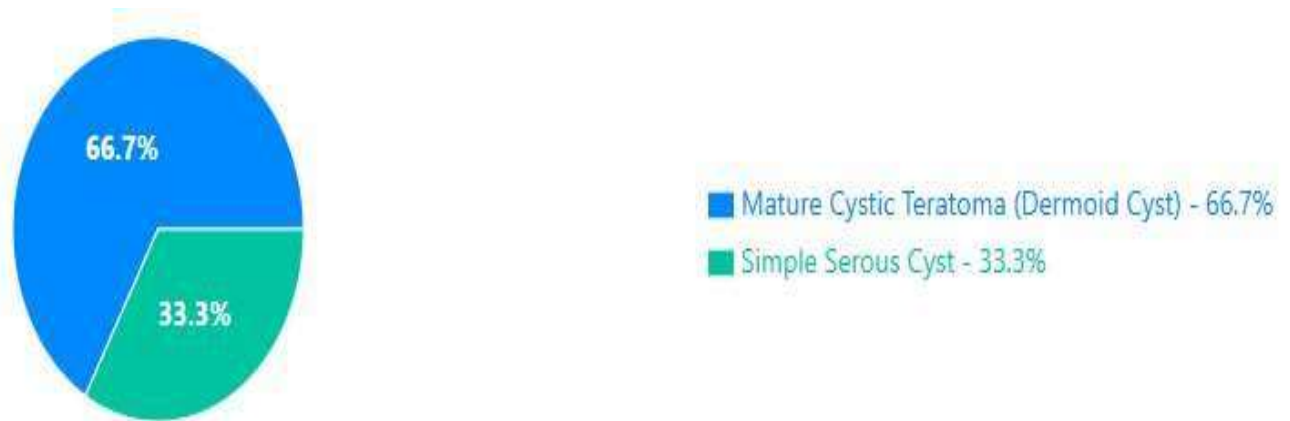 66.7%
33.3%
Mature Cystic Teratoma (Dermoid Cyst) - 66.7%
Simple Serous Cyst - 33.3%